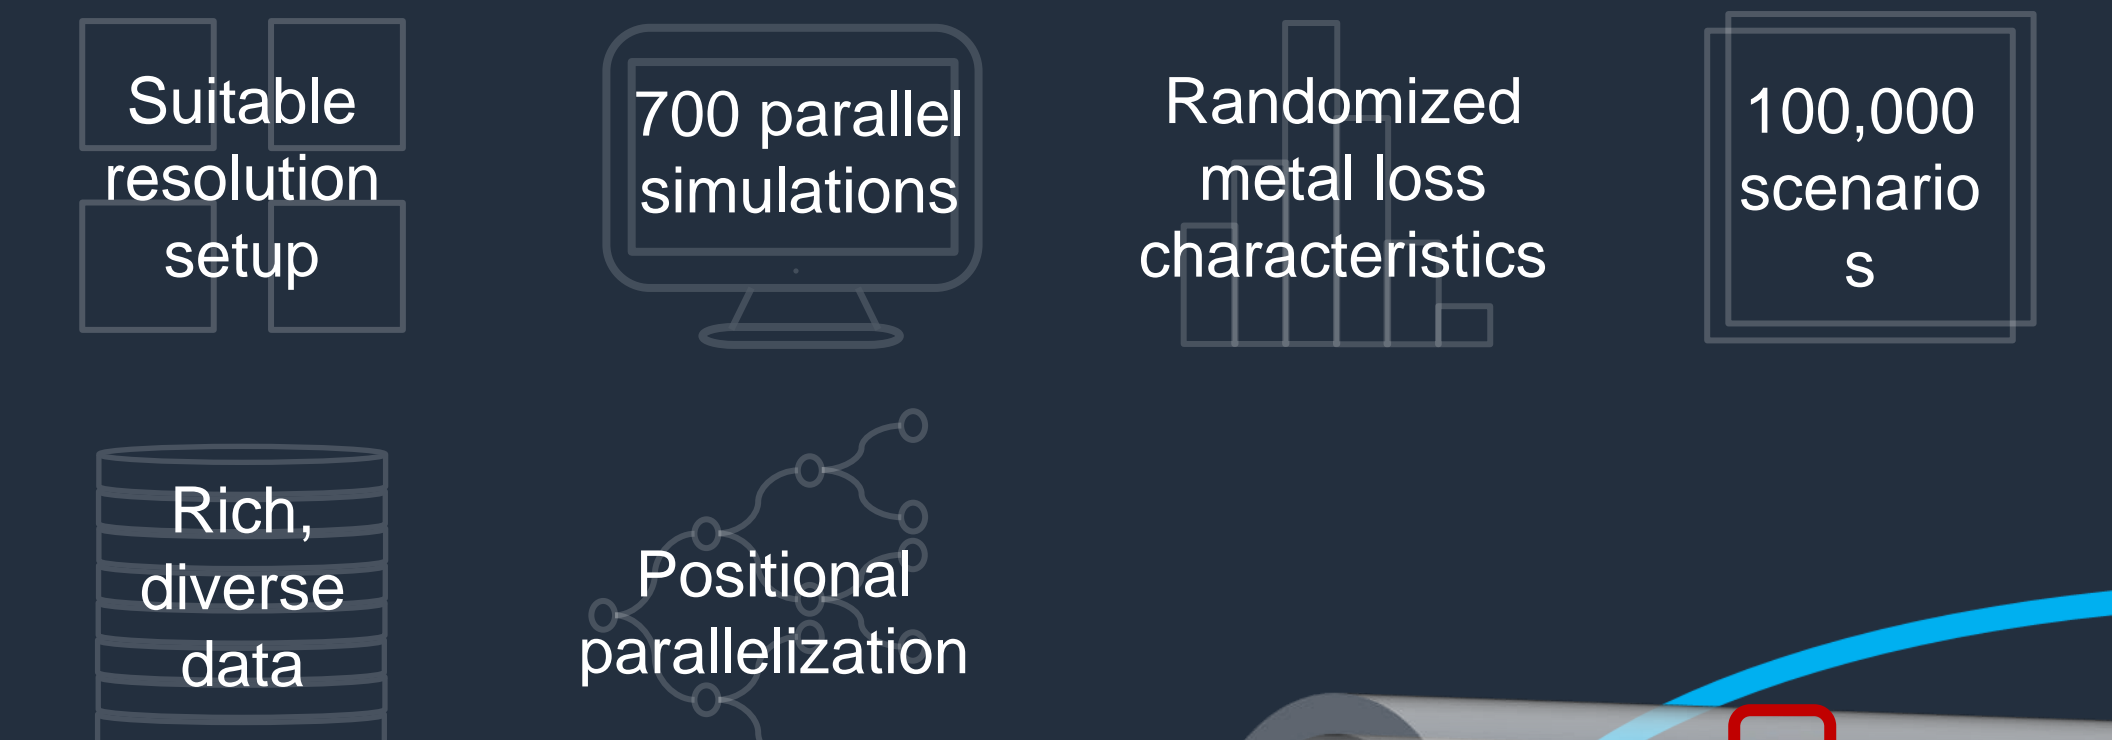 Suitable
resolution
setup
700 parallel
simulations
Randomized
metal loss
characteristics
100,000
scenario
s
Rich,
diverse
data
Positional
parallelization